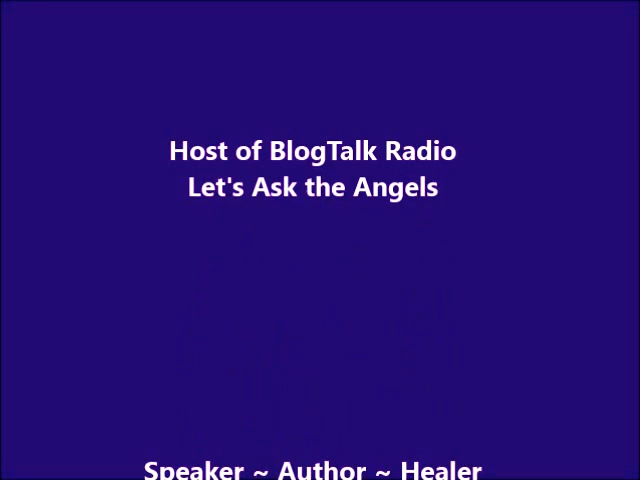 Host of BlogTalk Radio
Let's Ask the Angels
Speaker ~ Author ~ Healer